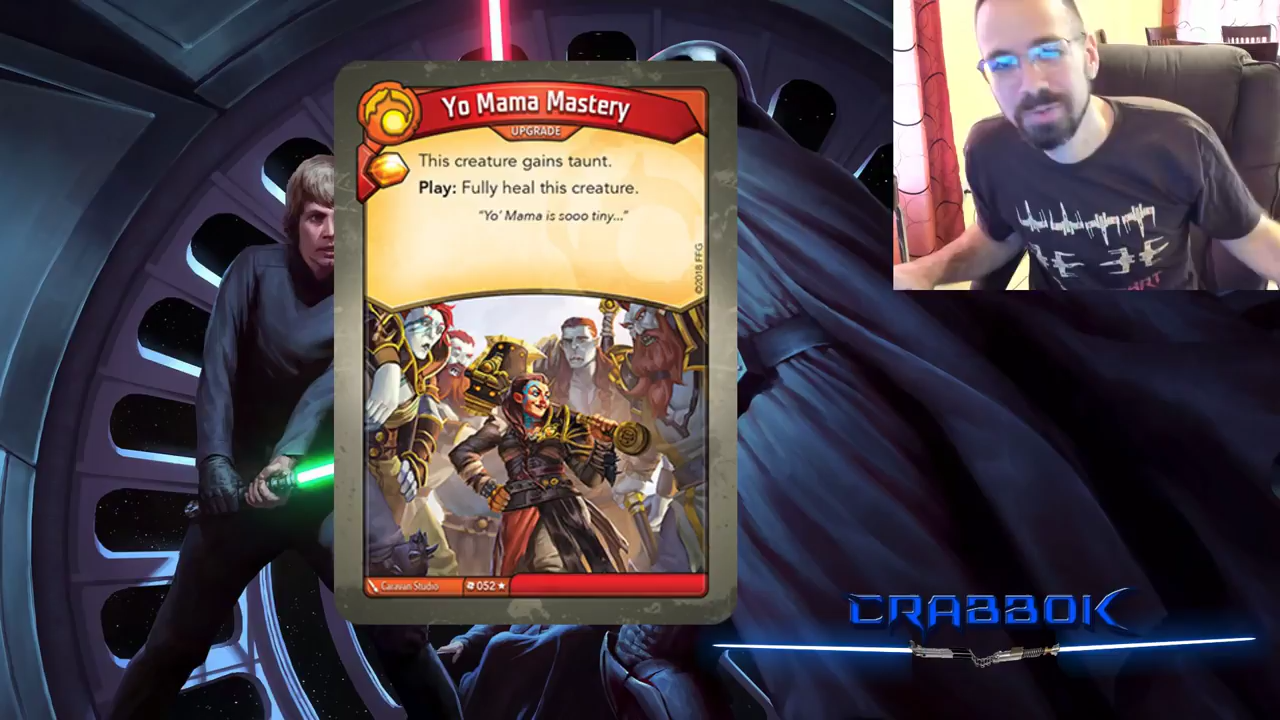 Yo Mama Mastery
UPGRADE
This creature gains taunt.
Play: Fully heal this creature.
"Yo' Mama is sooo tiny..."
©2018 FFG
Caravan Studio
052
CRABBOK